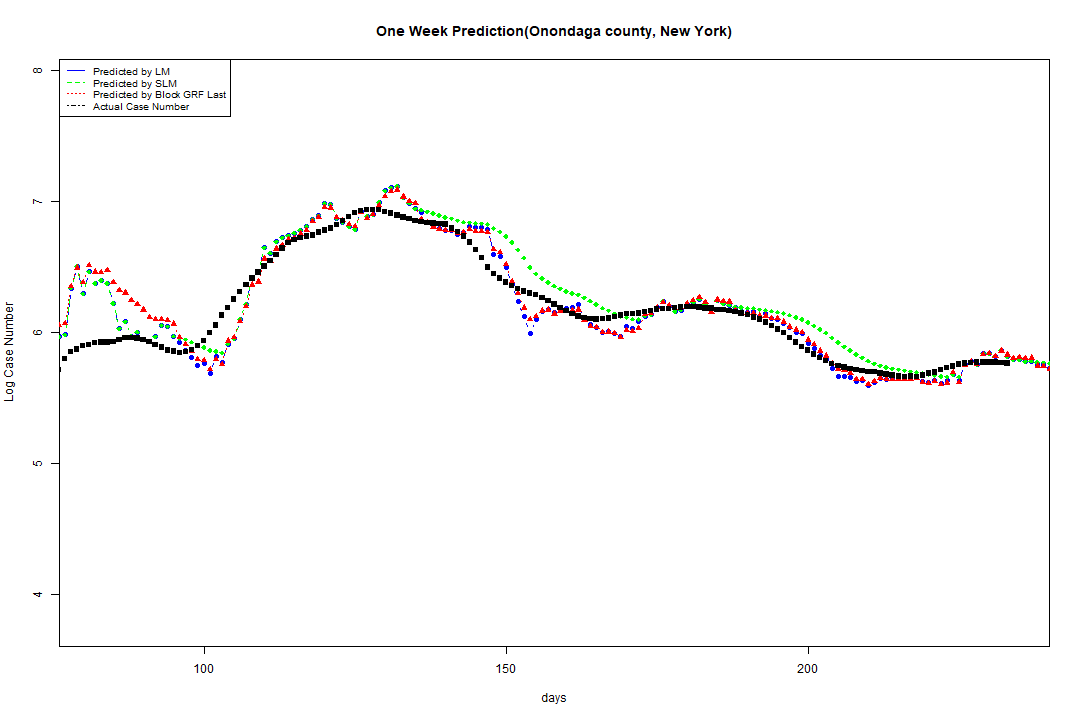 One Week Prediction(Onondaga county, New York)
Predicted by LM
Predicted by SLM
Predicted by Block GRF Last
Actual Case Number
8
7
6
5
4
Log Case Number
100 150 200
days